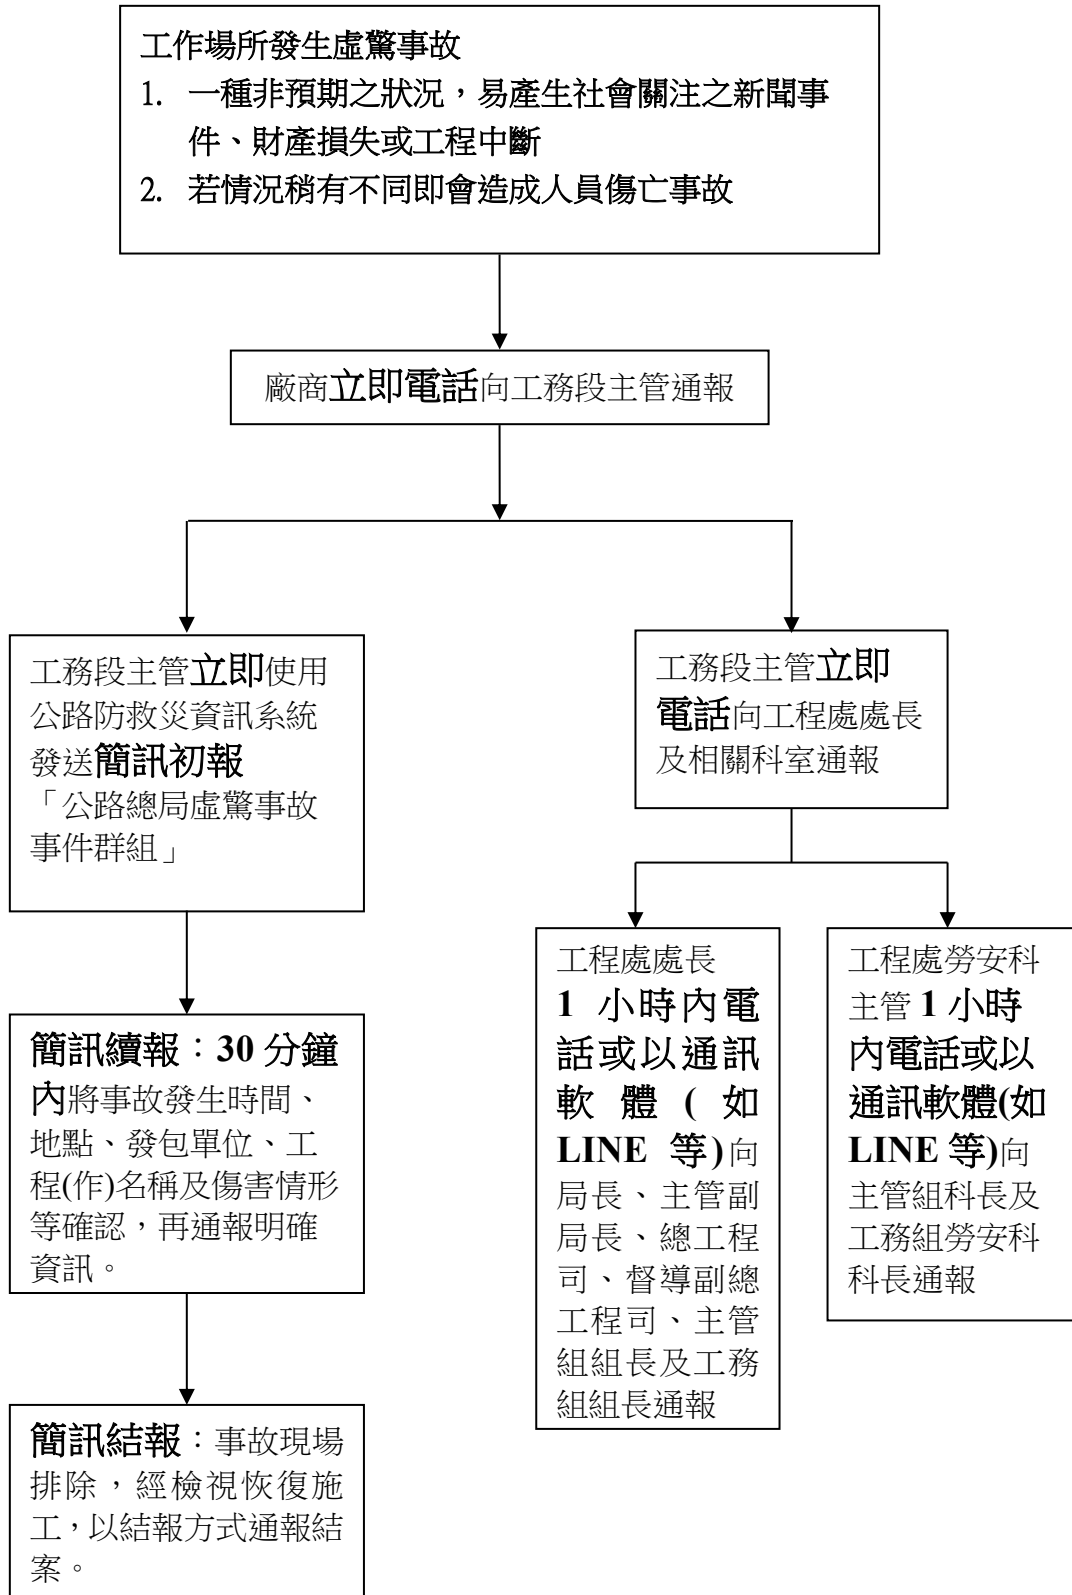 工作場所發生虛驚事故
1. 一種非預期之狀況，易產生社會關注之新聞事
件、財產損失或工程中斷
2. 若情況稍有不同即會造成人員傷亡事故
廠商立即電話向工務段主管通報
工務段主管立即使用
公路防救災資訊系統
發送簡訊初報
「公路總局虛驚事故
事件群組」
簡訊續報：30 分鐘
內將事故發生時間、
地點、發包單位、工
程(作)名稱及傷害情形
等確認，再通報明確
資訊。
簡訊結報：事故現場
排除，經檢視恢復施
工，以結報方式通報結
案。
工務段主管立即
電話向工程處處長
及相關科室通報
工程處處長
1 小時內電
話或以通訊
軟體(如
LINE 等)向
局長、主管副
局長、總工程
司、督導副總
工程司、主管
組組長及工務
組組長通報
工程處勞安科
主管 1 小時
內電話或以
通訊軟體(如
LINE 等)向
主管組科長及
工務組勞安科
科長通報